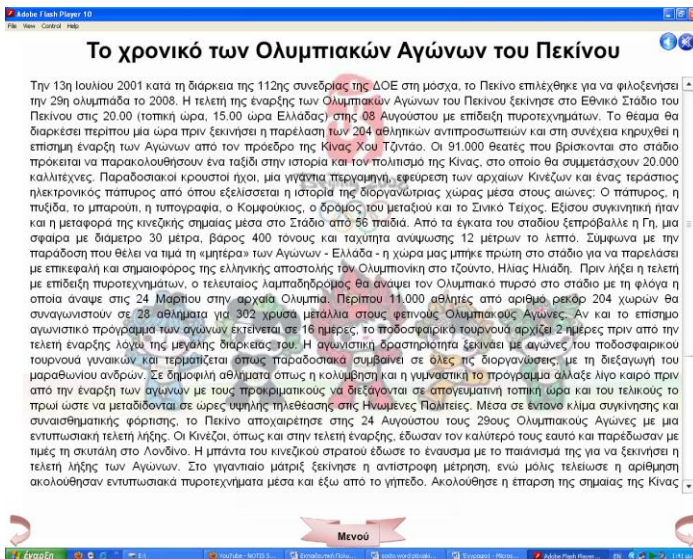 Adobe Flash Player 10
File View Control Help
Το χρονικό των Ολυμπιακών Αγώνων του Πεκίνου
Την 13η Ιουλίου 2001 κατά τη διάρκεια της 112ης συνεδρίας της ΔΟΕ στη μόσχα, το Πεκίνο επιλέχθηκε για να φιλοξενήσει
την 29η ολυμπιάδα το 2008. Η τελετή της έναρξης των Ολυμπιακών Αγώνων του Πεκίνου ξεκίνησε στο Εθνικό Στάδιο του
Πεκίνου στις 20.00 (τοπική ώρα, 15.00 ώρα Ελλάδας) στις 08 Αυγούστου με επίδειξη πυροτεχνημάτων. Το θέαμα θα
διαρκέσει περίπου μία ώρα πριν ξεκινήσει η παρέλαση των 204 αθλητικών αντιπροσωπειών και στη συνέχεια κηρυχθεί η
επίσημη έναρξη των Αγώνων από τον πρόεδρο της Κίνας Χου Τζιντάο. Οι 91.000 θεατές που βρίσκονται στο στάδιο
πρόκειται να παρακολουθήσουν ένα ταξίδι στην ιστορία και τον πολιτισμό της Κίνας, στο οποίο θα συμμετάσχουν 20.000
καλλιτέχνες. Παραδοσιακοί κρουστοί ήχοι, μία γιγάντια περγαμηνή, εφεύρεση των αρχαίων Κινέζων και ένας τεράστιος
ηλεκτρονικός πάπυρος από όπου εξελίσσεται η ιστορία της διοργανώτριας χώρας μέσα στους αιώνες: Ο πάπυρος, η
πυξίδα, το μπαρούτι, η τυπογραφία, ο Κομφούκιος, ο δρόμος του μεταξιού και το Σινικό Τείχος. Εξίσου συγκινητική ήταν
και η μεταφορά της κινεζικής σημαίας μέσα στο Στάδιο από 56 παιδιά. Από τα έγκατα του σταδίου ξεπρόβαλλε η Γη, μια
σφαίρα με διάμετρο 30 μέτρα, βάρος 400 τόνους και ταχύτητα ανύψωσης 12 μέτρων το λεπτό. Σύμφωνα με την
παράδοση που θέλει να τιμά τη «μητέρα» των Αγώνων - Ελλάδα - η χώρα μας μπήκε πρώτη στο στάδιο για να παρελάσει
με επικεφαλή και σημαιοφόρος της ελληνικής αποστολής τον Ολυμπιονίκη στο τζούντο, Ηλίας Ηλιάδη. Πριν λήξει η τελετή
με επίδειξη πυροτεχνημάτων, ο τελευταίος λαμπαδηδρόμος θα ανάψει τον Ολυμπιακό πυρσό στο στάδιο με τη φλόγα η
οποία άναψε στις 24 Μαρτίου στην αρχαία Ολυμπία. Περίπου 11.000 αθλητές από αριθμό ρεκόρ 204 χωρών θα
συναγωνιστούν σε 28 αθλήματα για 302 χρυσά μετάλλια στους φετινούς Ολυμπιακούς Αγώνες. Αν και το επίσημο
αγωνιστικό πρόγραμμα των αγώνων εκτείνεται σε 16 ημέρες, το ποδοσφαιρικό τουρνουά αρχίζει 2 ημέρες πριν από την
τελετή έναρξης λόγω της μεγάλης διάρκειας του. Η αγωνιστική δραστηριότητα ξεκινάει με αγώνες του ποδοσφαιρικού
τουρνουά γυναικών και τερματίζεται όπως παραδοσιακά συμβαίνει σε όλες τις διοργανώσεις, με τη διεξαγωγή του
μαραθωνίου ανδρών. Σε δημοφιλή αθλήματα όπως η κολύμβηση και η γυμναστική το πρόγραμμα άλλαξε λίγο καιρό πριν
από την έναρξη των αγώνων με τους προκριματικούς να διεξάγονται σε απογευματινή τοπική ώρα και του τελικούς το
πρωί ώστε να μεταδίδονται σε ώρες υψηλής τηλεθέασης στις Ηνωμένες Πολιτείες. Μέσα σε έντονο κλίμα συγκίνησης και
συναισθηματικής φόρτισης, το Πεκίνο αποχαιρέτησε στις 24 Αυγούστου τους 29ους Ολυμπιακούς Αγώνες με μια
εντυπωσιακή τελετή λήξης. Οι Κινέζοι, όπως και στην τελετή έναρξης, έδωσαν τον καλύτερό τους εαυτό και παρέδωσαν με
τιμές τη σκυτάλη στο Λονδίνο. Η μπάντα του κινεζικού στρατού έδωσε το έναυσμα με το παιάνισμά της για να ξεκινήσει η
τελετή λήξης των Αγώνων. Στο γιγαντιαίο μάτριξ ξεκίνησε η αντίστροφη μέτρηση, ενώ μόλις τελείωσε η αρίθμηση
ακολούθησαν εντυπωσιακά πυροτεχνήματα μέσα και έξω από το γήπεδο. Ακολούθησε η έπαρση της σημαίας της Κίνας
Μενού
έναρξη
YouTube - NOTIS S...
Adobe Flash Player...
EN